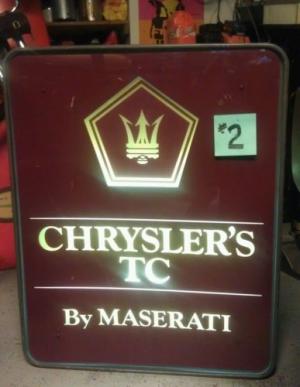 #2
CHRYSLER'S
TC
By MASERATI